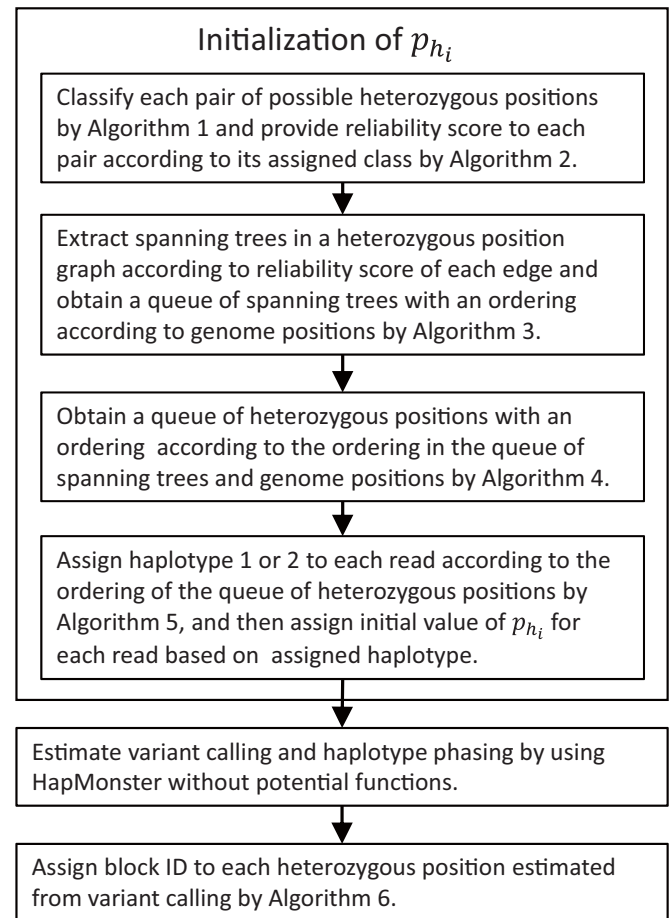 Initialization of p_{h_i}
Classify each pair of possible heterozygous positions
by Algorithm 1 and provide reliability score to each
pair according to its assigned class by Algorithm 2.
Extract spanning trees in a heterozygous position
graph according to reliability score of each edge and
obtain a queue of spanning trees with an ordering
according to genome positions by Algorithm 3.
Obtain a queue of heterozygous positions with an
ordering according to the ordering in the queue of
spanning trees and genome positions by Algorithm 4.
Assign haplotype 1 or 2 to each read according to the
ordering of the queue of heterozygous positions by
Algorithm 5, and then assign initial value of p_{h_i} for
each read based on assigned haplotype.
Estimate variant calling and haplotype phasing by using
HapMonster without potential functions.
Assign block ID to each heterozygous position estimated
from variant calling by Algorithm 6.